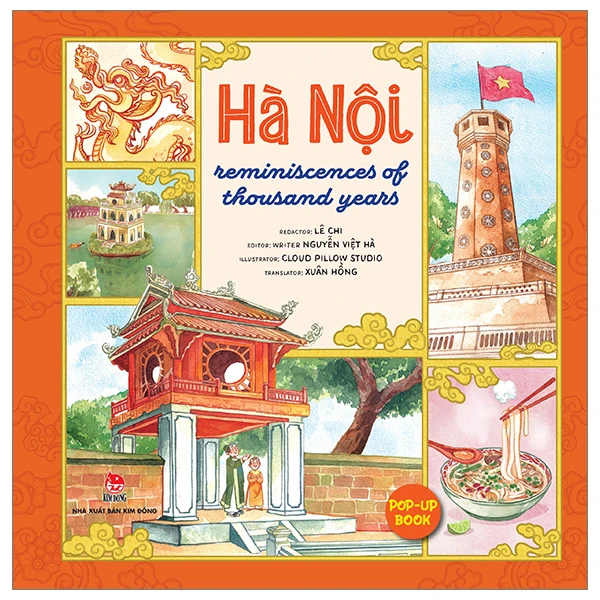 Hà Nội
reminiscences of
thousand years
REDACTOR: LÊ CHI
EDITOR: WRITER NGUYỄN VIỆT HÀ
ILLUSTRATOR: CLOUD PILLOW STUDIO
TRANSLATOR: XUÂN HỒNG
POP-UP
BOOK
KIM ĐỒNG
NHÀ XUẤT BẢN KIM ĐỒNG